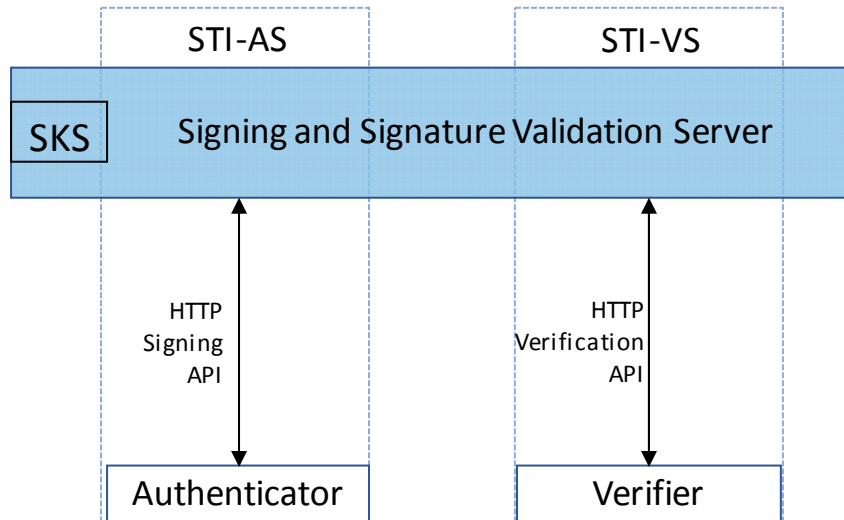 STI-AS
STI-VS
SKS
Signing and Signature Validation Server
HTTP
Signing
API
HTTP
Verification
API
Authenticator
Verifier